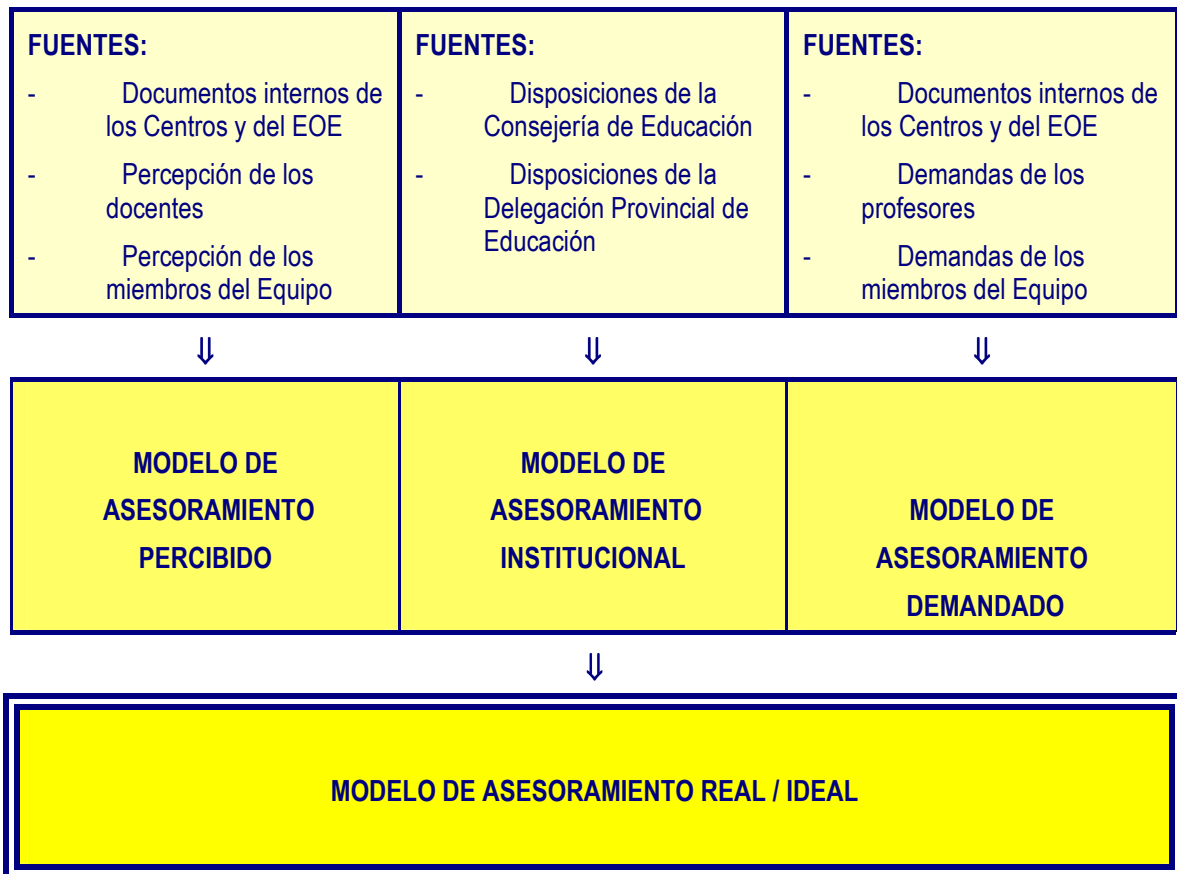 FUENTES:
- Documentos internos de
los Centros y del EOE
- Percepción de los
docentes
- Percepción de los
miembros del Equipo
FUENTES:
- Disposiciones de la
Consejería de Educación
- Disposiciones de la
Delegación Provincial de
Educación
FUENTES:
- Documentos internos de
los Centros y del EOE
- Demandas de los
profesores
- Demandas de los
miembros del Equipo
⇓
⇓
⇓
MODELO DE
ASESORAMIENTO
PERCIBIDO
MODELO DE
ASESORAMIENTO
INSTITUCIONAL
MODELO DE
ASESORAMIENTO
DEMANDADO
⇓
MODELO DE ASESORAMIENTO REAL / IDEAL